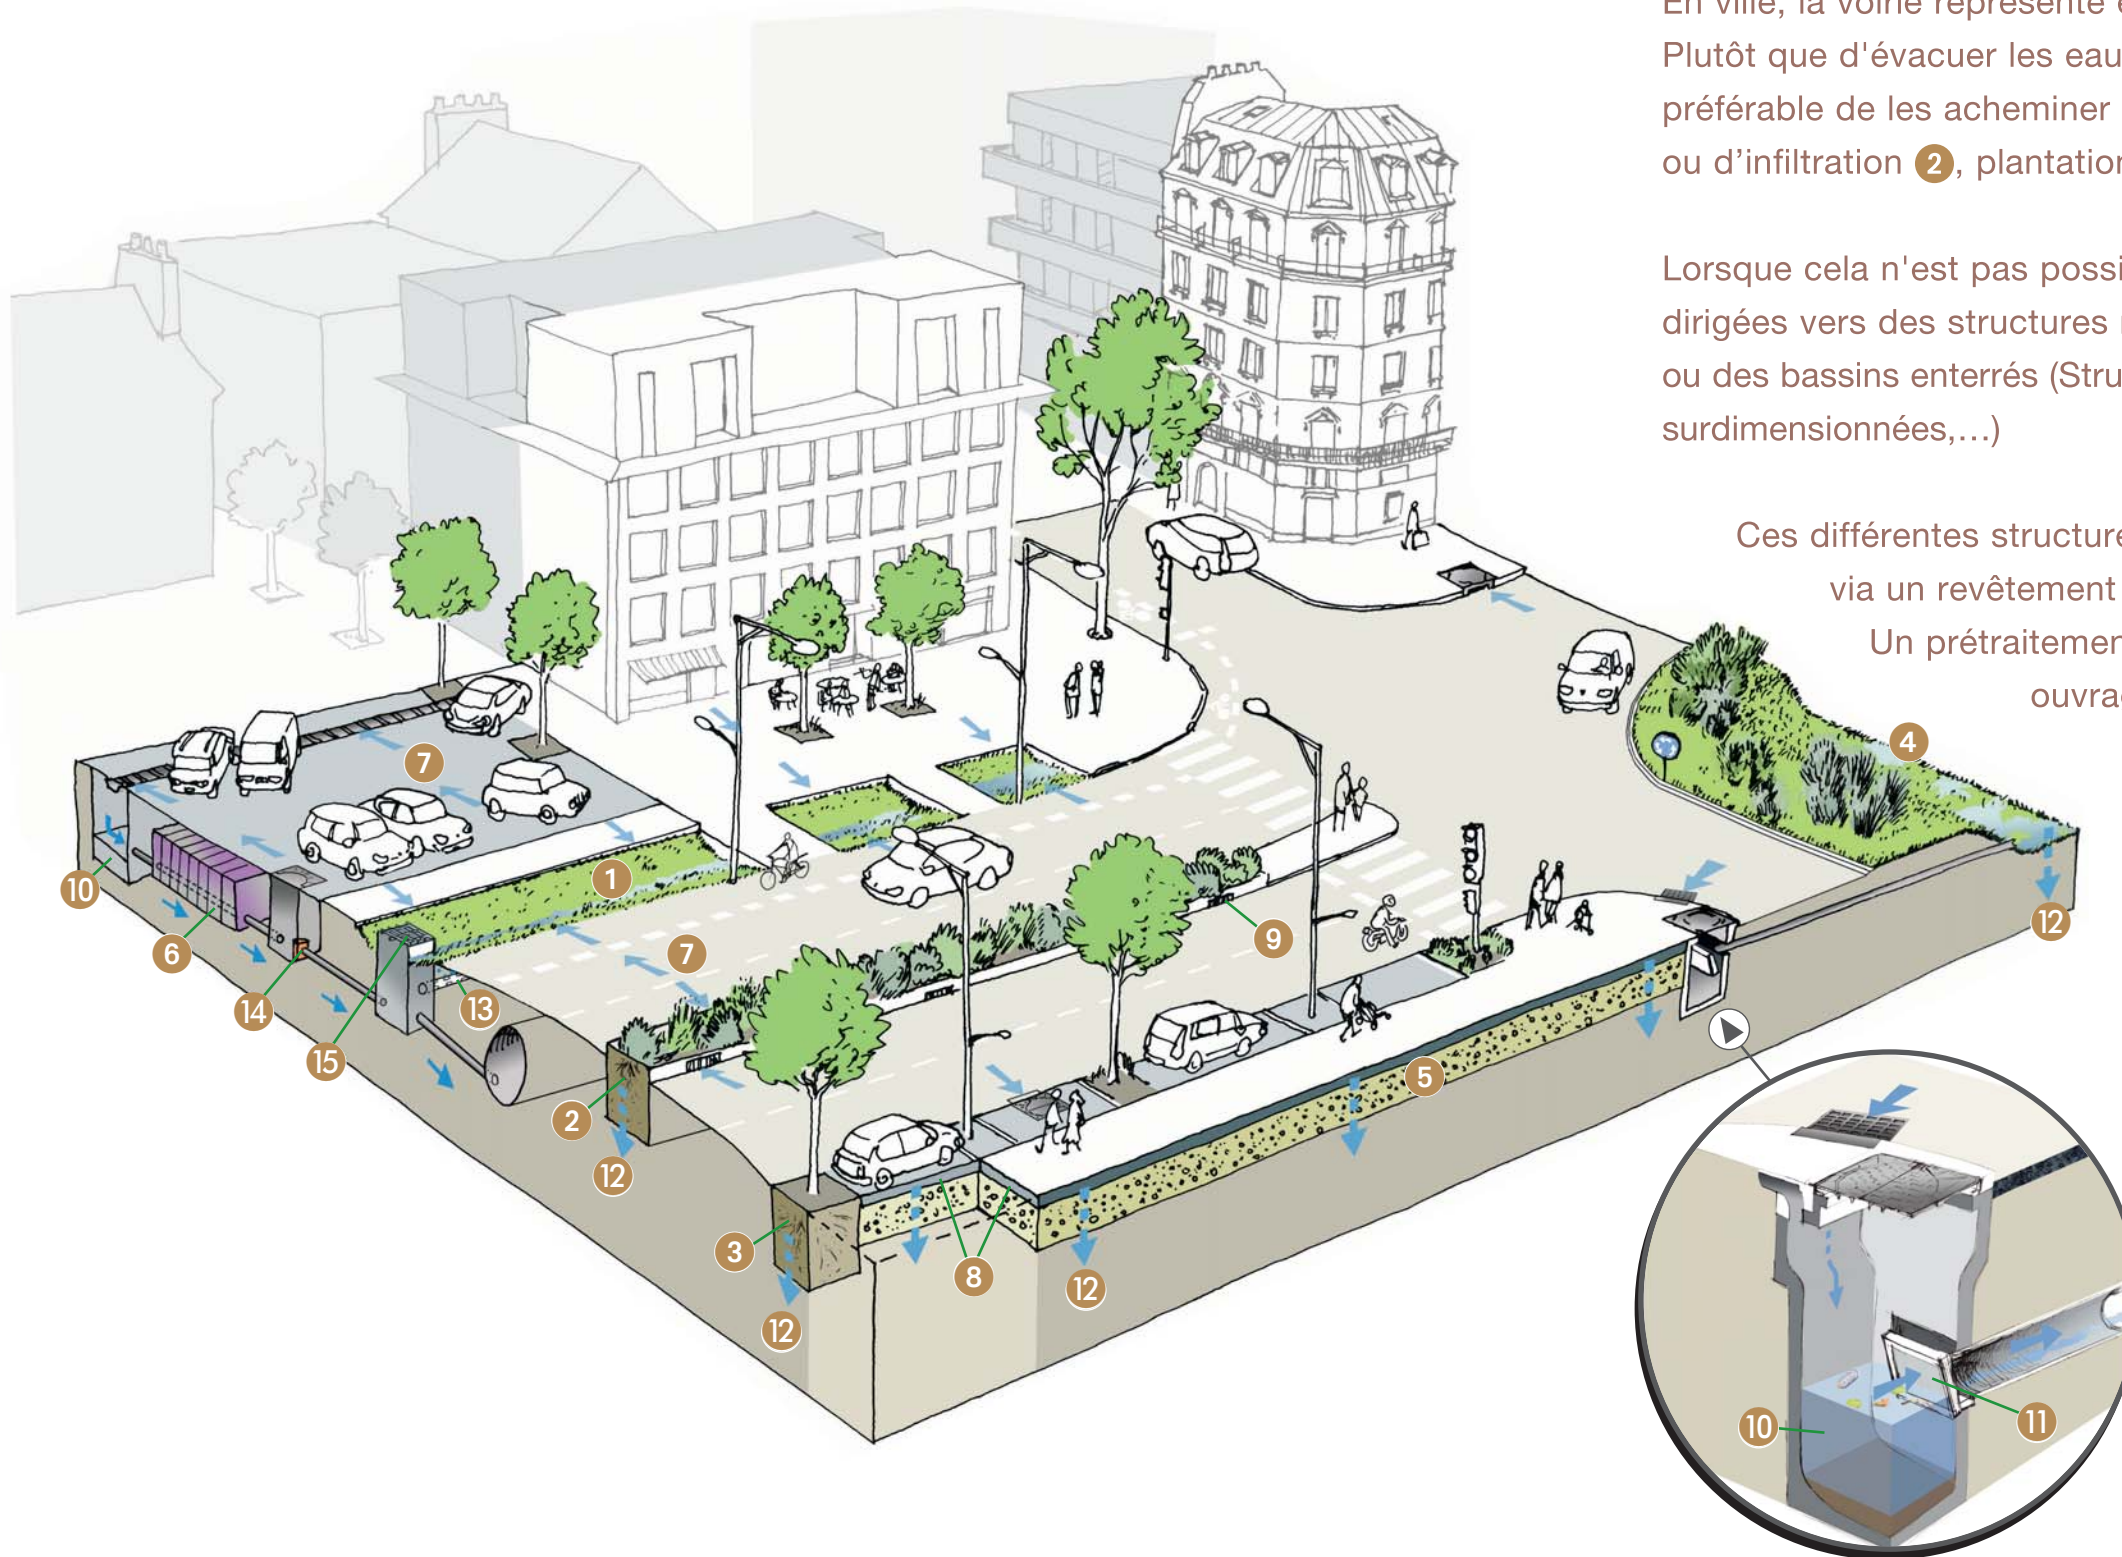 En ville, la voirie représente e
Plutôt que d'évacuer les eau
préférable de les acheminer
ou d’infiltration 2, plantation
Lorsque cela n'est pas possi
dirigées vers des structures
ou des bassins enterrés (Stru
surdimensionnées,...)
Ces différentes structure
via un revêtement
Un prétraitemen
ouvra
4
7
1
10
12
6
9
7
14
13
15
5
2
12
3
8
12
12
10
11